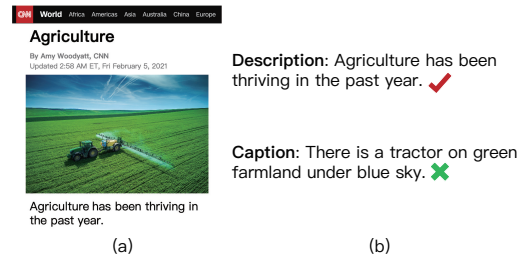 CNN World Africa Americas Asia Australia China Europe
Agriculture
By Amy Woodyatt, CNN
Updated 2:58 AM ET, Fri February 5, 2021
Agriculture has been thriving in
the past year.
(a)
Description: Agriculture has been
thriving in the past year.
Caption: There is a tractor on green
farmland under blue sky.
(b)